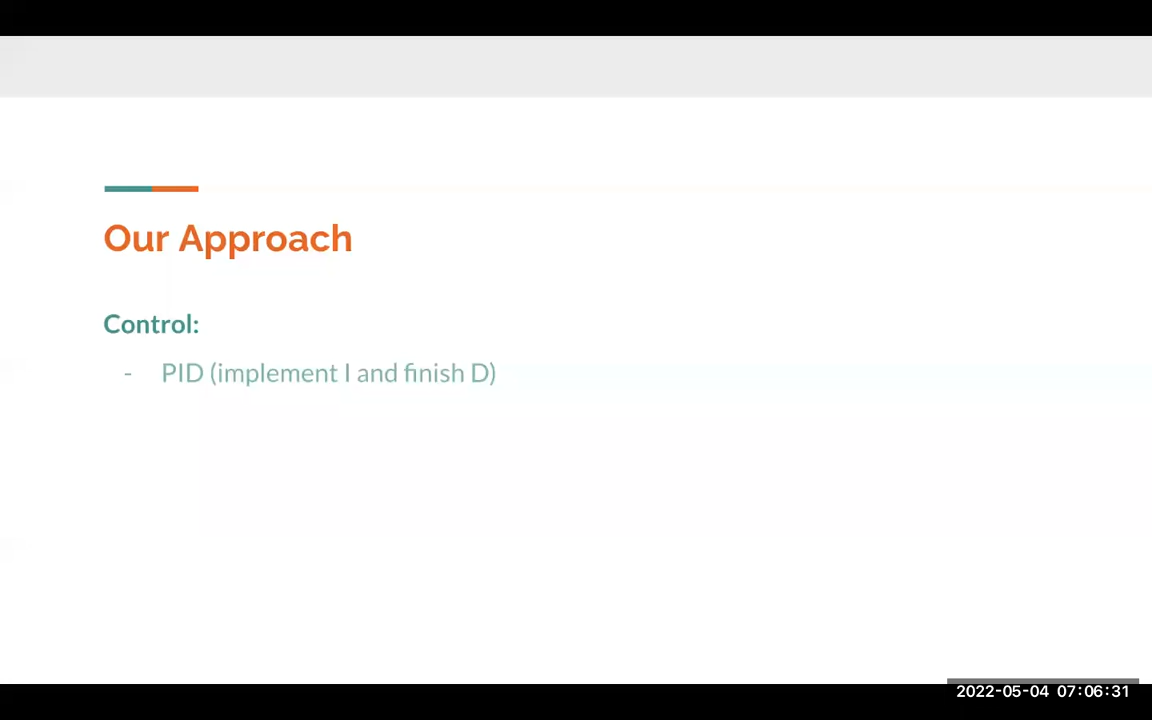 Our Approach
Control:
- PID (implement I and finish D)
2022-05-04 07:06:31